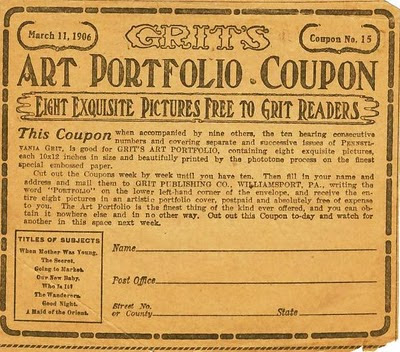 March 11, 1906
GRIT'S
Coupon No. 15
ART PORTFOLIO COUPON
EIGHT EXQUISITE PICTURES FREE TO GRIT READERS
This Coupon when accompanied by nine others, the ten bearing consecutive
numbers and covering separate and successive issues of PENNSYL-
VANIA GRIT, is good for GRIT'S ART PORTFOLIO, containing eight exquisite pictures,
each 10x12 inches in size and beautifully printed by the phototone process on the finest
special embossed paper.
Cut out the Coupons week by week until you have ten. Then fill in your name and
address and mail them to GRIT PUBLISHING CO., WILLIAMSPORT, PA., writing the
word "PORTFOLIO" on the lower left-hand corner of the envelope, and receive the en-
tire eight pictures in an artistic portfolio cover, postpaid and absolutely free of expense
to you. The Art Portfolio is the finest thing of the kind ever offered, and you can ob-
tain it nowhere else and in no other way. Cut out this Coupon to-day and watch for
another in this space next week.
TITLES OF SUBJECTS
When Mother Was Young.
The Secret.
Going to Market.
Our New Baby.
Who Is It?
The Wanderers.
Good Night.
A Maid of the Orient.
Name
Post Office
Street No.
or County
State